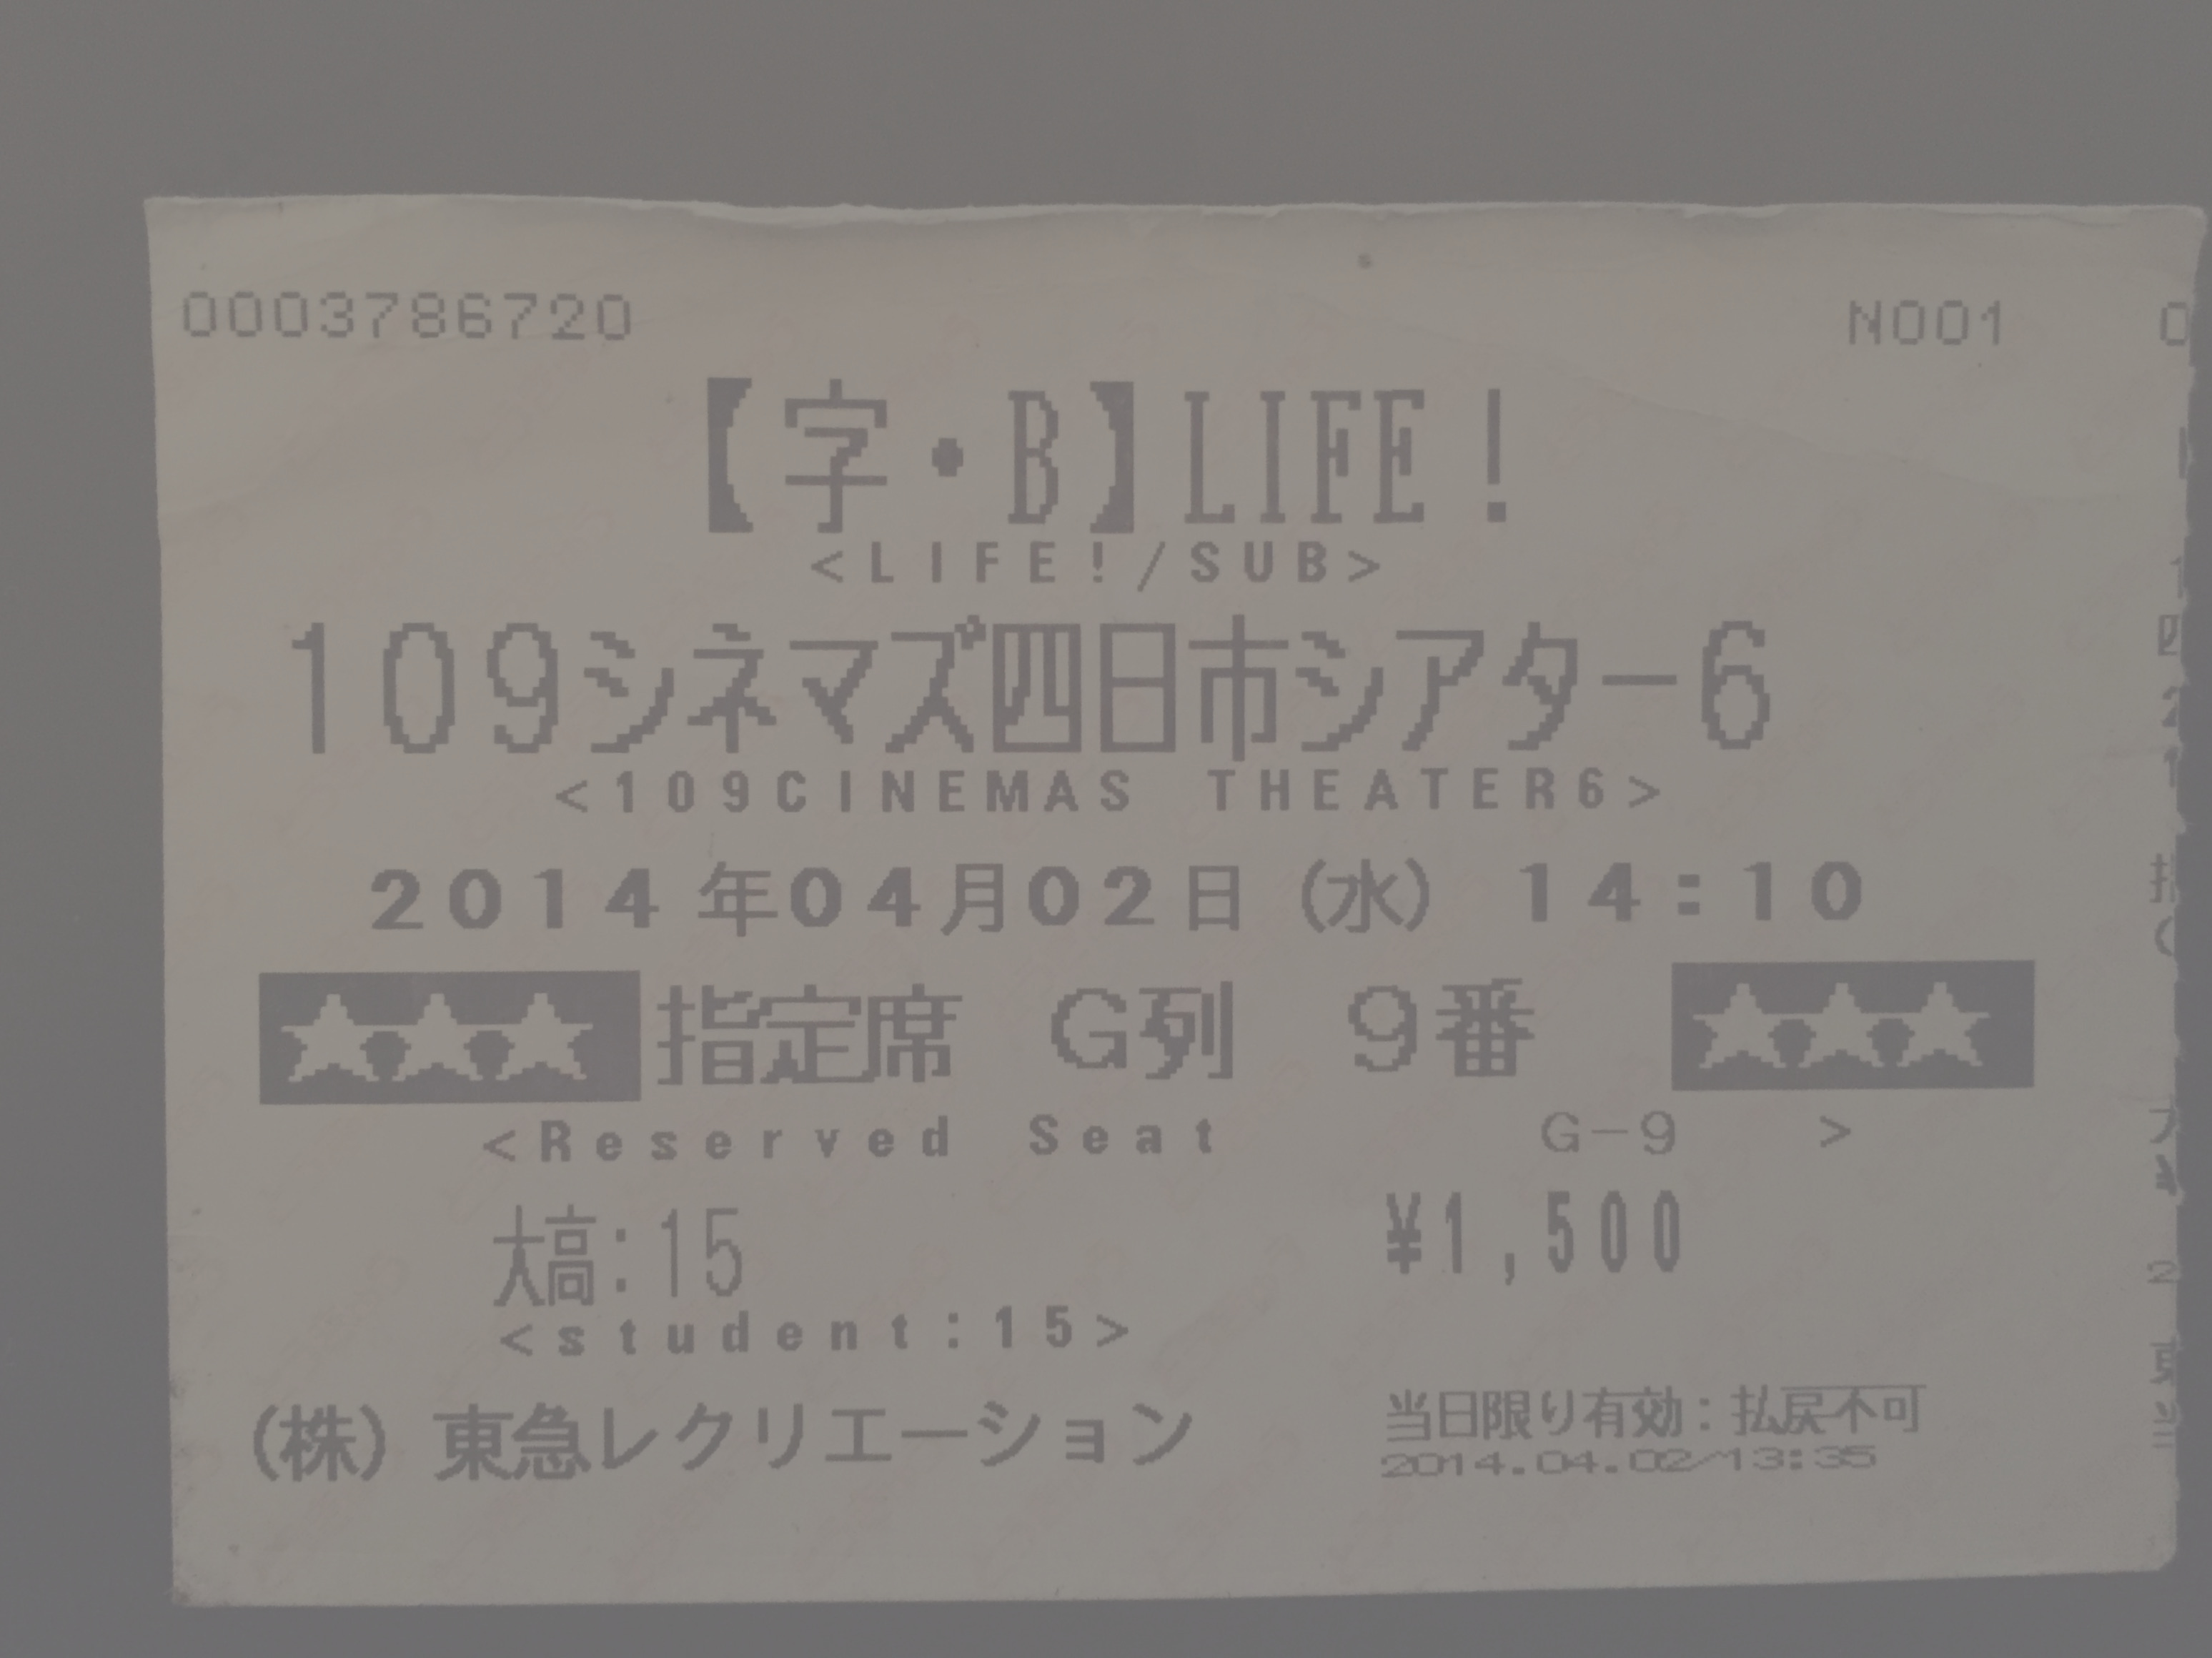 0003786720 N001 0
【字・B】LIFE!
<LIFE!/SUB>
109シネマズ四日市シアター6
<109CINEMAS THEATER6>
2014年04月02日(水) 14:10
★★★ 指定席 G列 9番 ★★★
<Reserved Seat G-9 >
大高:15 ¥1,500
<student:15>
(株)東急レクリエーション 当日限り有効:払戻不可
2014.04.02/13:35